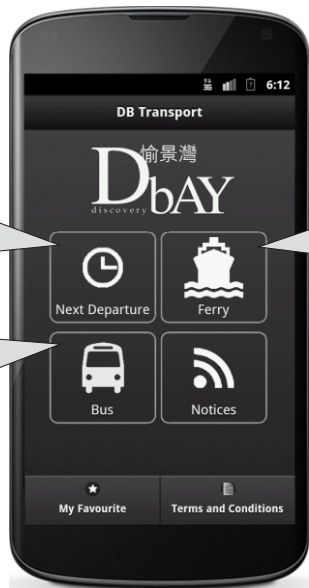 3G 6:12
DB Transport
愉景灣
DbAY
discovery
Next Departure
Ferry
Bus
Notices
My Favourite
Terms and Conditions